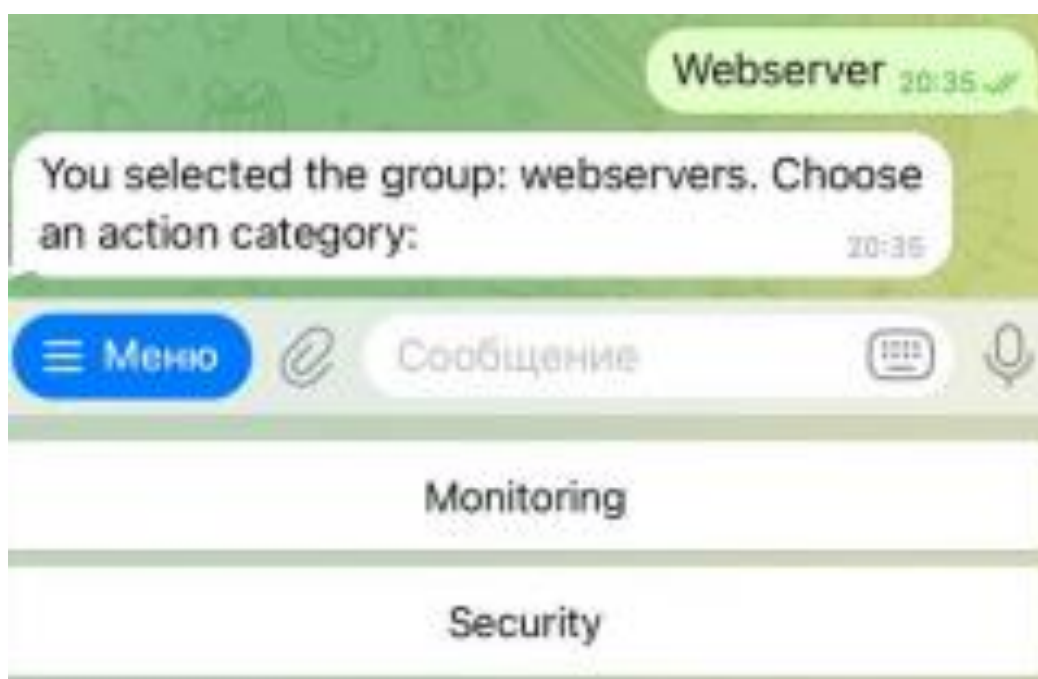 Webserver 20:35
You selected the group: webservers. Choose
an action category:
20:35
Меню
Сообщение
Monitoring
Security